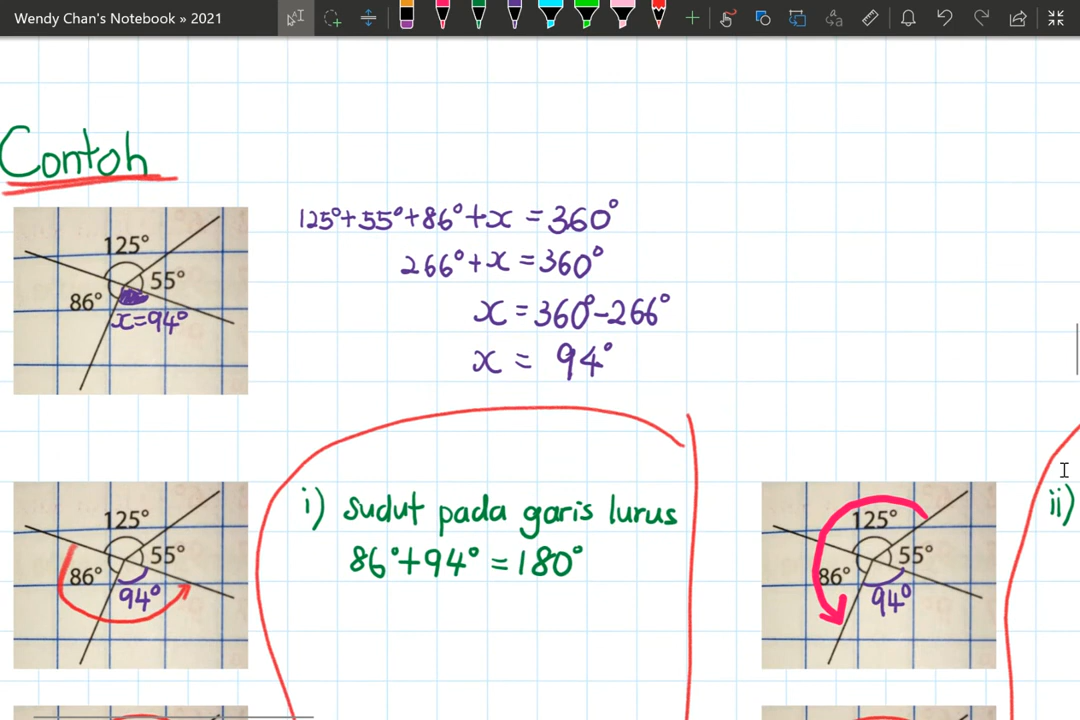 Wendy Chan's Notebook » 2021
Contoh
125°
55°
86°
x=94°
125°+55°+86°+x = 360°
266°+x = 360°
x = 360°-266°
x = 94°
125°
55°
86°
94°
i) Sudut pada garis lurus
86°+94° = 180°
125°
55°
86°
94°
ii)